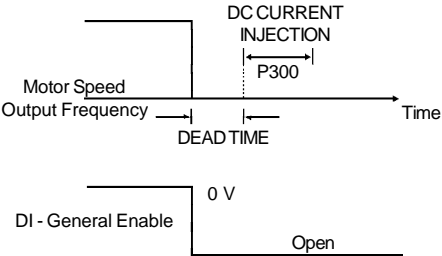 DC CURRENT
INJECTION
P300
Motor Speed
Output Frequency
Time
DEAD TIME
0 V
DI - General Enable
Open